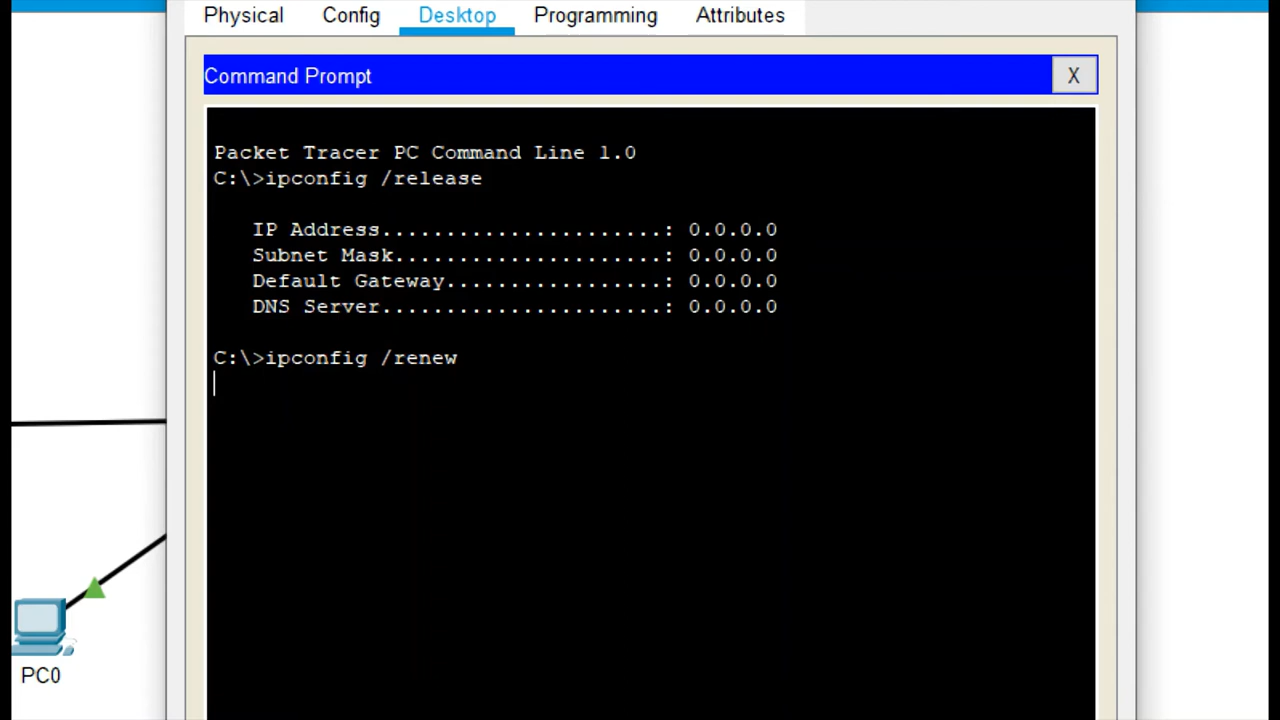 Physical Config Desktop Programming Attributes
Command Prompt
X
Packet Tracer PC Command Line 1.0
C:\>ipconfig /release
IP Address......................: 0.0.0.0
Subnet Mask.....................: 0.0.0.0
Default Gateway.................: 0.0.0.0
DNS Server......................: 0.0.0.0
C:\>ipconfig /renew
PC0